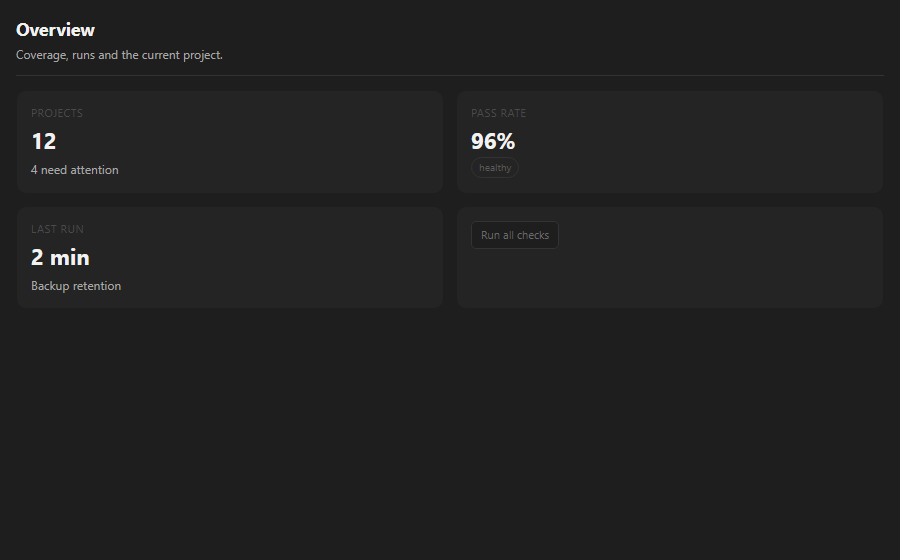 Overview
Coverage, runs and the current project.
PROJECTS
12
4 need attention
PASS RATE
96%
healthy
LAST RUN
2 min
Backup retention
Run all checks